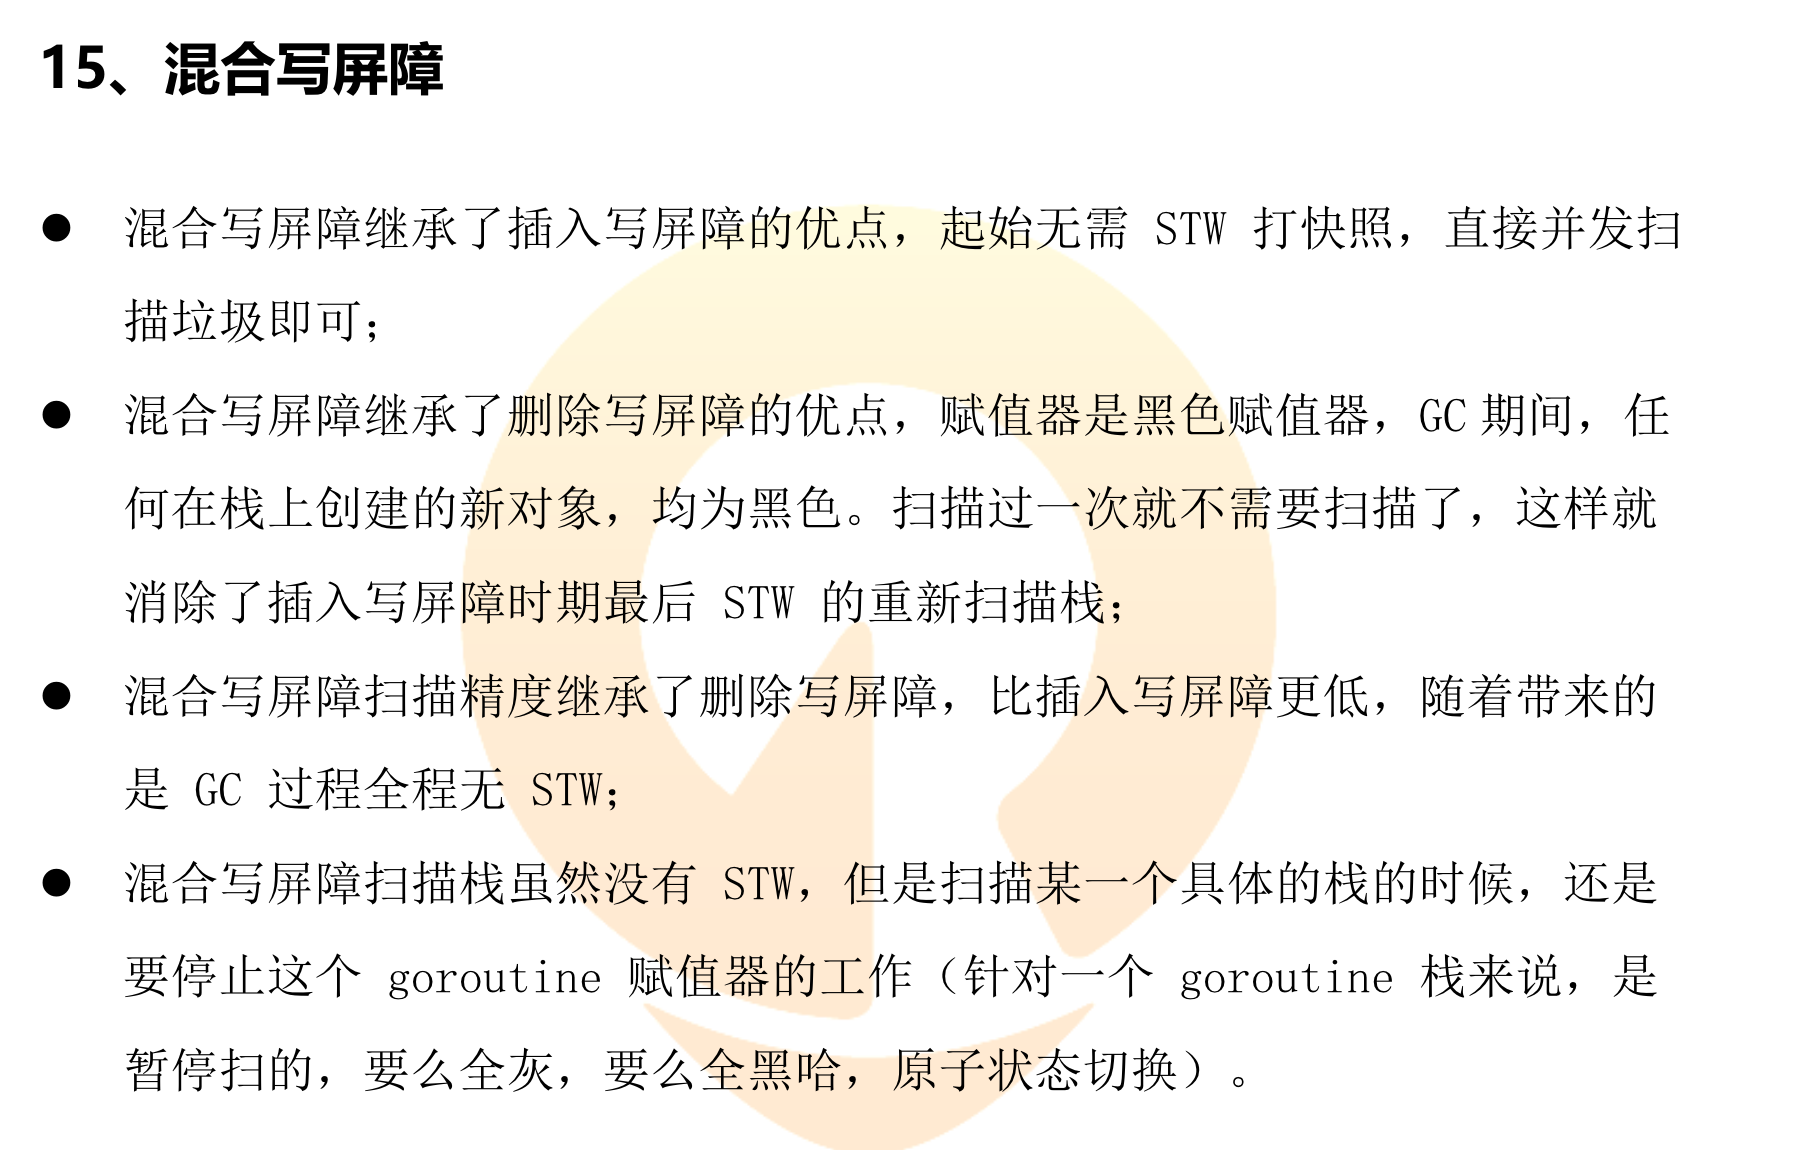 15、混合写屏障
● 混合写屏障继承了插入写屏障的优点，起始无需 STW 打快照，直接并发扫
描垃圾即可；
● 混合写屏障继承了删除写屏障的优点，赋值器是黑色赋值器，GC 期间，任
何在栈上创建的新对象，均为黑色。扫描过一次就不需要扫描了，这样就
消除了插入写屏障时期最后 STW 的重新扫描栈；
● 混合写屏障扫描精度继承了删除写屏障，比插入写屏障更低，随着带来的
是 GC 过程全程无 STW；
● 混合写屏障扫描栈虽然没有 STW，但是扫描某一个具体的栈的时候，还是
要停止这个 goroutine 赋值器的工作（针对一个 goroutine 栈来说，是
暂停扫的，要么全灰，要么全黑哈，原子状态切换）。